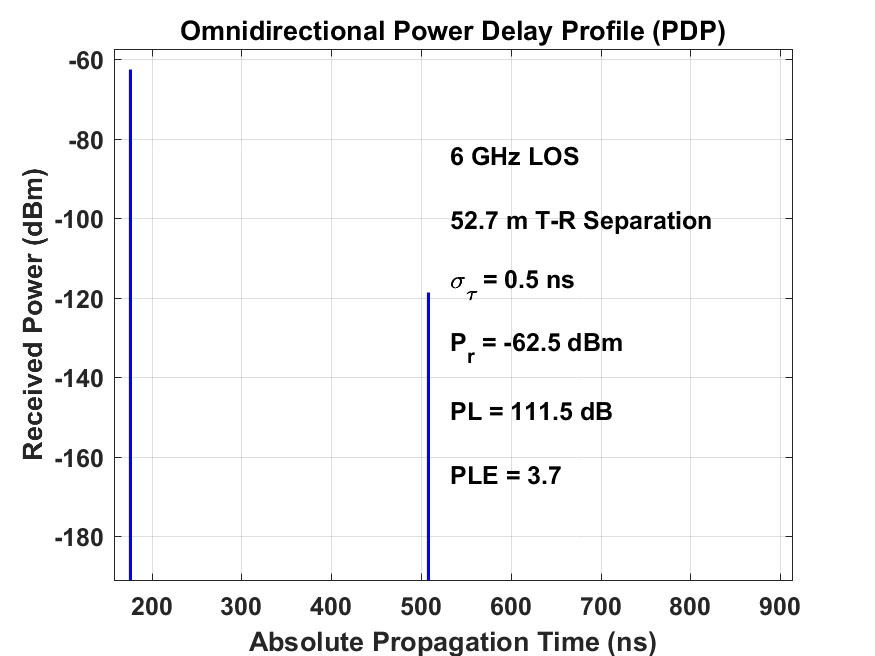 Omnidirectional Power Delay Profile (PDP)
-60
-80
-100
-120
-140
-160
-180
Received Power (dBm)
6 GHz LOS
52.7 m T-R Separation
σ_τ = 0.5 ns
P_r = -62.5 dBm
PL = 111.5 dB
PLE = 3.7
200 300 400 500 600 700 800 900
Absolute Propagation Time (ns)